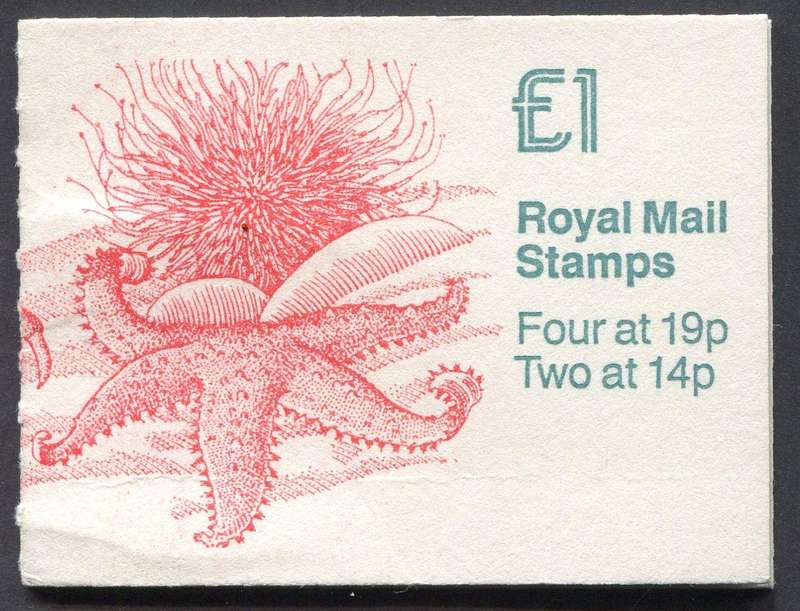 £1
Royal Mail
Stamps
Four at 19p
Two at 14p